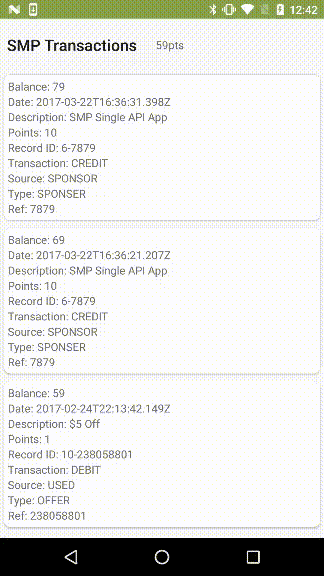 12:42
SMP Transactions 59pts
Balance: 79
Date: 2017-03-22T16:36:31.398Z
Description: SMP Single API App
Points: 10
Record ID: 6-7879
Transaction: CREDIT
Source: SPONSOR
Type: SPONSER
Ref: 7879
Balance: 69
Date: 2017-03-22T16:36:21.207Z
Description: SMP Single API App
Points: 10
Record ID: 6-7879
Transaction: CREDIT
Source: SPONSOR
Type: SPONSER
Ref: 7879
Balance: 59
Date: 2017-02-24T22:13:42.149Z
Description: $5 Off
Points: 1
Record ID: 10-238058801
Transaction: DEBIT
Source: USED
Type: OFFER
Ref: 238058801